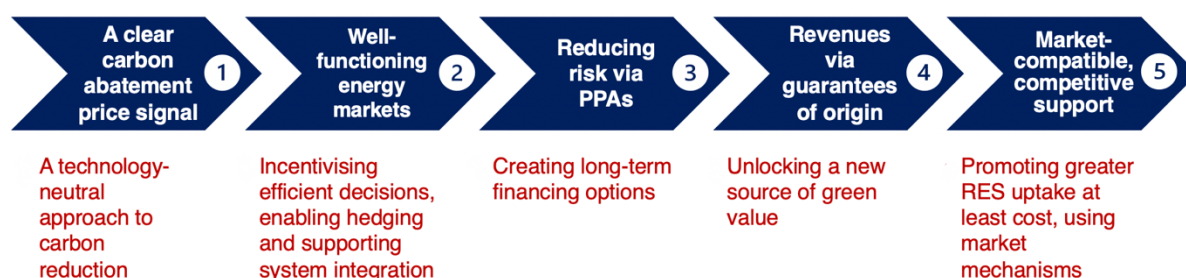 A clear
carbon
abatement
price signal
1
Well-
functioning
energy
markets
2
Reducing
risk via
PPAs
3
Revenues
via
guarantees
of origin
4
Market-
compatible,
competitive
support
5
A technology-
neutral
approach to
carbon
reduction
Incentivising
efficient decisions,
enabling hedging
and supporting
system integration
Creating long-term
financing options
Unlocking a new
source of green
value
Promoting greater
RES uptake at
least cost, using
market
mechanisms